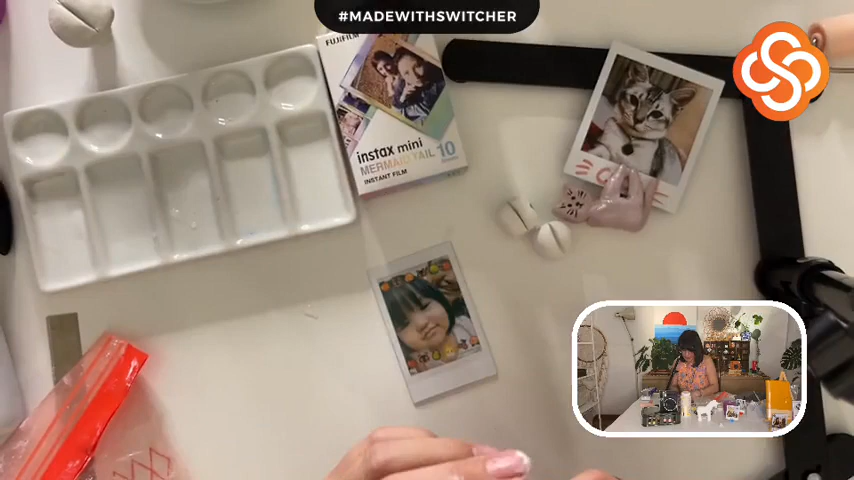 #MADEWITHSWITCHER
FUJIFILM
instax mini
MERMAID TAIL 10
INSTANT FILM